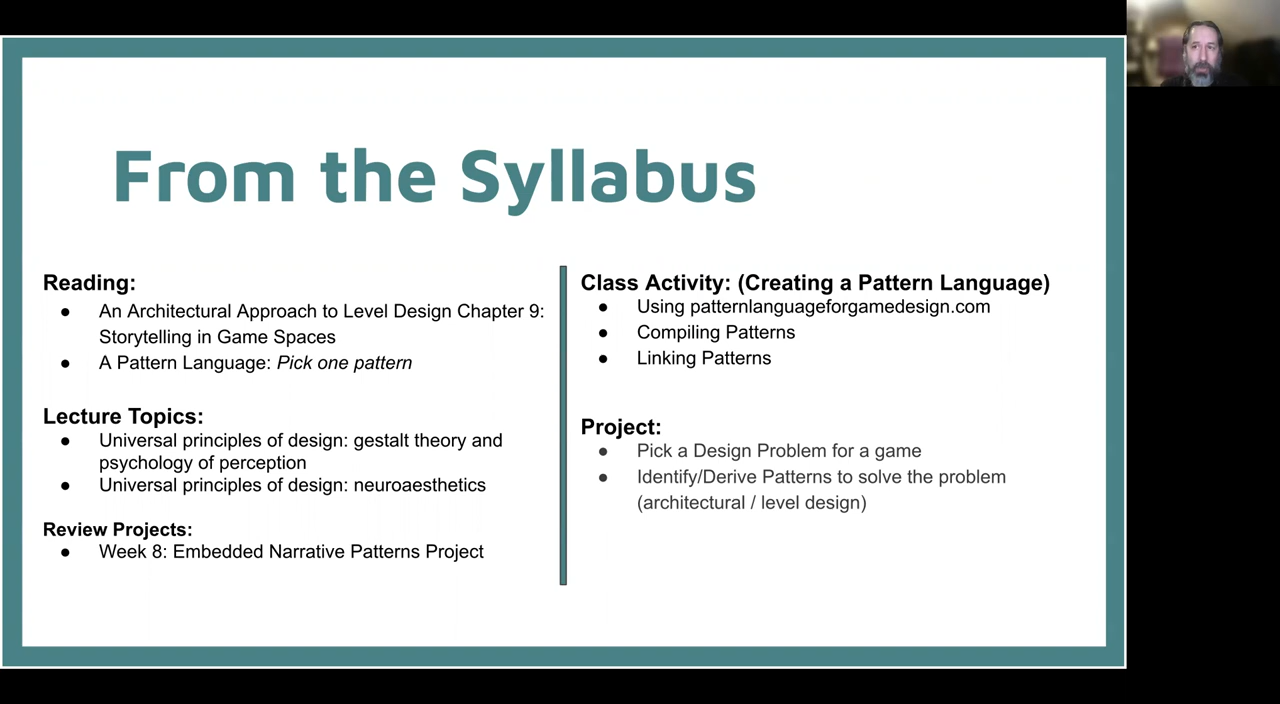 From the Syllabus
Reading:
● An Architectural Approach to Level Design Chapter 9:
Storytelling in Game Spaces
● A Pattern Language: Pick one pattern
Lecture Topics:
● Universal principles of design: gestalt theory and
psychology of perception
● Universal principles of design: neuroaesthetics
Review Projects:
● Week 8: Embedded Narrative Patterns Project
Class Activity: (Creating a Pattern Language)
● Using patternlanguageforgamedesign.com
● Compiling Patterns
● Linking Patterns
Project:
● Pick a Design Problem for a game
● Identify/Derive Patterns to solve the problem
(architectural / level design)